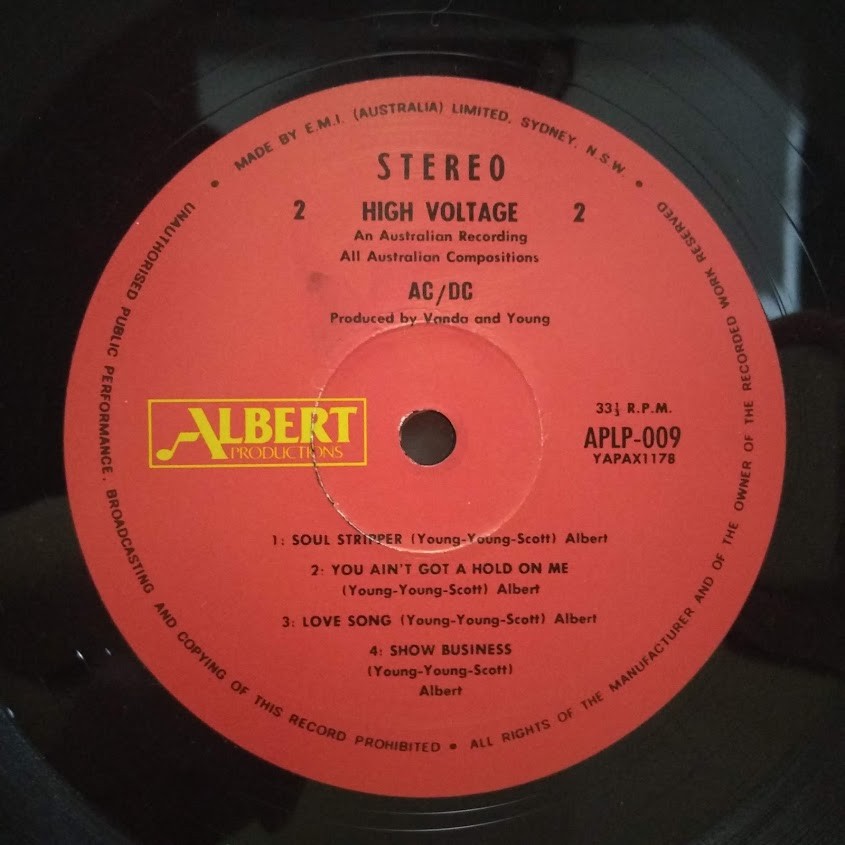 MADE BY E.M.I. (AUSTRALIA) LIMITED, SYDNEY, N.S.W. •
STEREO
2 HIGH VOLTAGE 2
An Australian Recording
All Australian Compositions
AC/DC
Produced by Vanda and Young
ALBERT
PRODUCTIONS
33⅓ R.P.M.
APLP-009
YAPAX1178
1: SOUL STRIPPER (Young-Young-Scott) Albert
2: YOU AIN'T GOT A HOLD ON ME
(Young-Young-Scott) Albert
3: LOVE SONG (Young-Young-Scott) Albert
4: SHOW BUSINESS
(Young-Young-Scott)
Albert
• UNAUTHORISED PUBLIC PERFORMANCE, BROADCASTING AND COPYING OF THIS RECORD PROHIBITED • ALL RIGHTS OF THE MANUFACTURER AND OF THE OWNER OF THE RECORDED WORK RESERVED